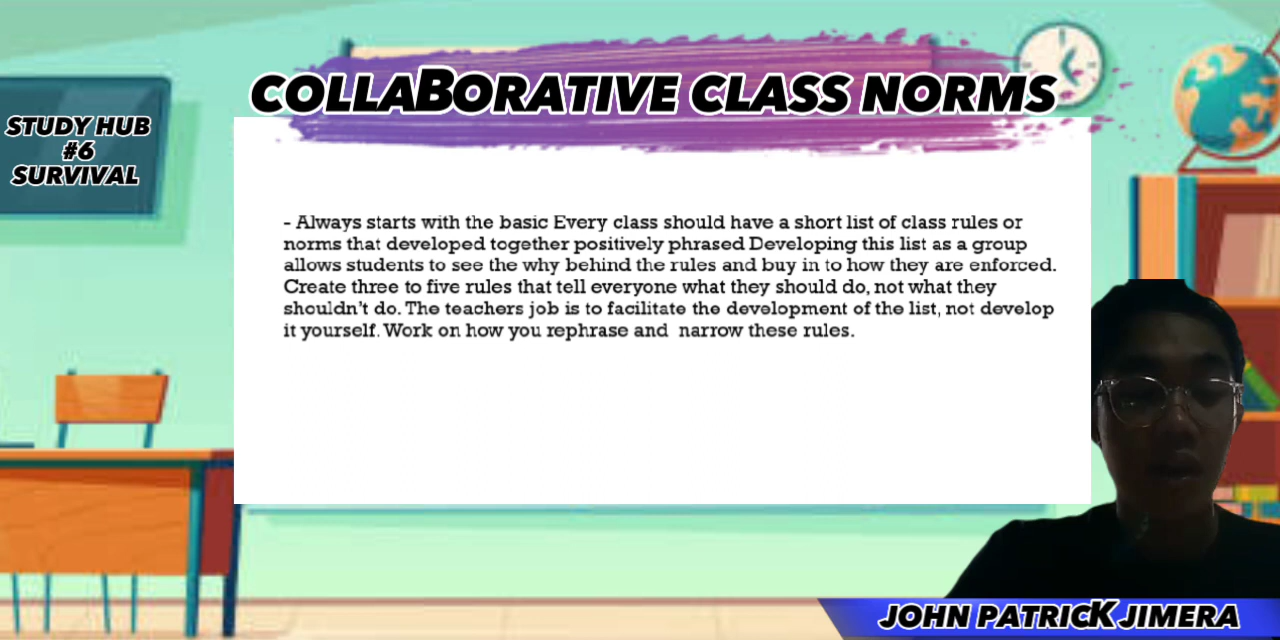 COLLABORATIVE CLASS NORMS
STUDY HUB
#6
SURVIVAL
- Always starts with the basic Every class should have a short list of class rules or
norms that developed together positively phrased Developing this list as a group
allows students to see the why behind the rules and buy in to how they are enforced.
Create three to five rules that tell everyone what they should do, not what they
shouldn't do. The teachers job is to facilitate the development of the list, not develop
it yourself. Work on how you rephrase and  narrow these rules.
JOHN PATRICK JIMERA